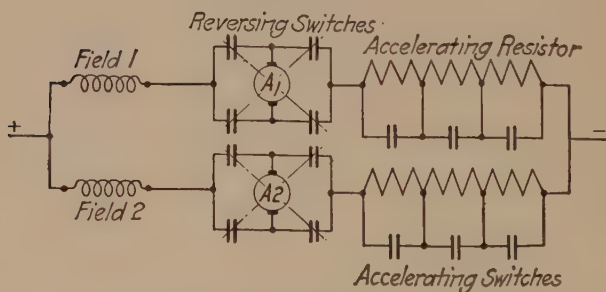 Reversing Switches
Field 1
Accelerating Resistor
A1
+
−
A2
Field 2
Accelerating Switches